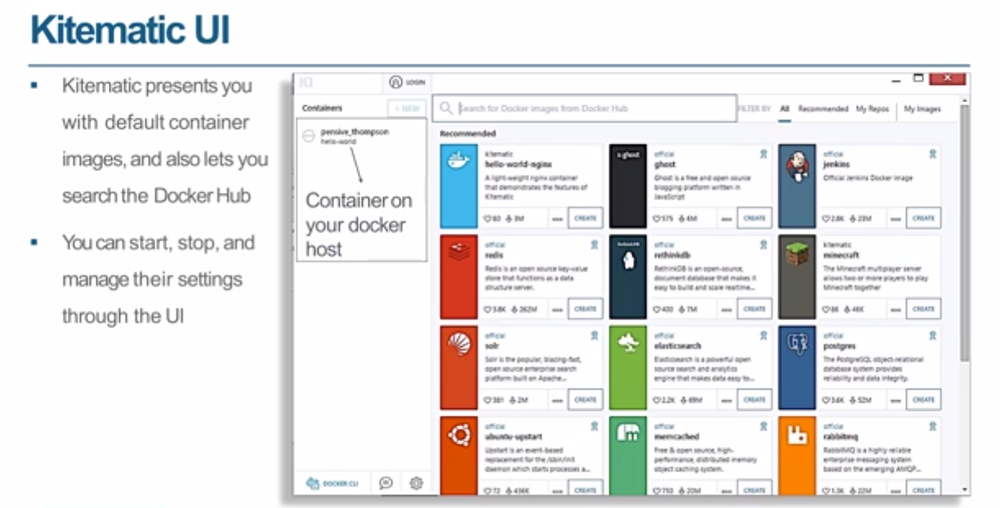 Kitematic UI
▪ Kitematic presents you
with default container
images, and also lets you
search the Docker Hub
▪ You can start, stop, and
manage their settings
through the UI
LOGIN
Containers
+ NEW
pensive_thompson
hello-world
Container on
your docker
host
DOCKER CLI
Search for Docker images from Docker Hub
FILTER BY All Recommended My Repos My Images
Recommended
kitematic
hello-world-nginx
A light-weight nginx container
that demonstrates the features of
Kitematic
80 3M ••• CREATE
ghost
official
ghost
Ghost is a free and open source
blogging platform written in
JavaScript
575 6M ••• CREATE
official
jenkins
Official Jenkins Docker image
2.8K 23M ••• CREATE
official
redis
Redis is an open source key-value
store that functions as a data
structure server.
3.8K 262M ••• CREATE
official
rethinkdb
RethinkDB is an open-source,
document database that makes it
easy to build and scale realtime...
400 7M ••• CREATE
kitematic
minecraft
The Minecraft multiplayer server
allows two or more players to play
Minecraft together
CREATE
official
solr
Solr is the popular, blazing-fast,
open source enterprise search
platform built on Apache...
381 2M ••• CREATE
official
elasticsearch
Elasticsearch is a powerful open
source search and analytics
engine that makes data easy to...
2.2K 69M ••• CREATE
official
postgres
The PostgreSQL object-relational
database system provides
reliability and data integrity.
3.6K 52M ••• CREATE
official
ubuntu-upstart
Upstart is an event-based
replacement for the /sbin/init
daemon which starts processes a...
72 436K ••• CREATE
official
memcached
Free & open source, high-
performance, distributed memory
object caching system.
750 20M ••• CREATE
official
rabbitmq
RabbitMQ is a highly reliable
enterprise messaging system
based on the emerging AMQP...
1.3K 22M ••• CREATE